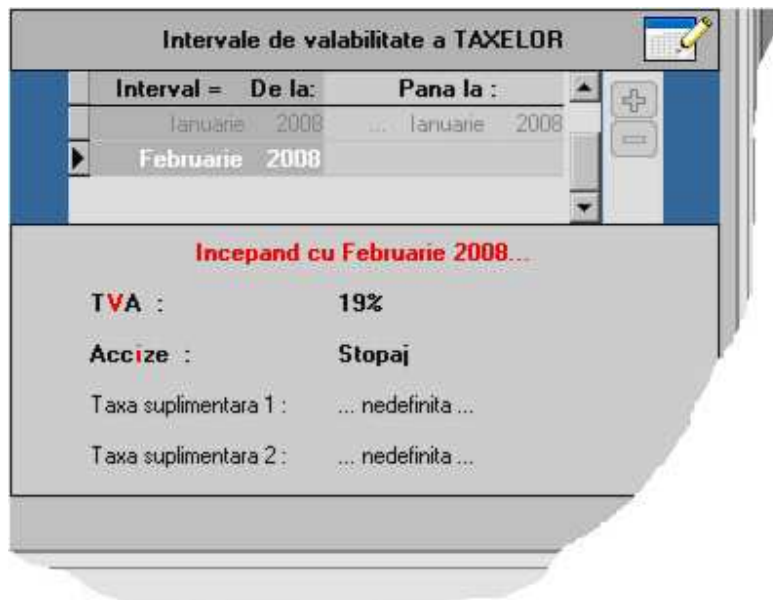 Intervale de valabilitate a TAXELOR
Interval = De la: Pana la :
Ianuarie 2008 ... Ianuarie 2008
Februarie 2008
Incepand cu Februarie 2008...
TVA : 19%
Accize : Stopaj
Taxa suplimentara 1 : ... nedefinita ...
Taxa suplimentara 2 : ... nedefinita ...